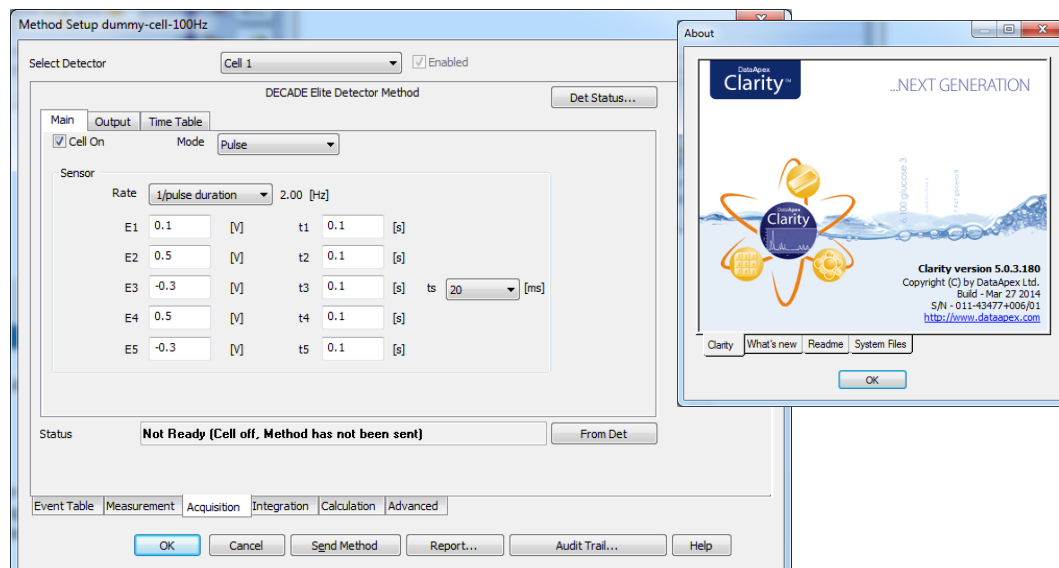 Method Setup dummy-cell-100Hz
Select Detector Cell 1 Enabled
DECADE Elite Detector Method Det Status...
Main Output Time Table
Cell On Mode Pulse
Sensor
Rate 1/pulse duration 2.00 [Hz]
E1 0.1 [V] t1 0.1 [s]
E2 0.5 [V] t2 0.1 [s]
E3 -0.3 [V] t3 0.1 [s] ts 20 [ms]
E4 0.5 [V] t4 0.1 [s]
E5 -0.3 [V] t5 0.1 [s]
Status Not Ready (Cell off, Method has not been sent) From Det
Event Table Measurement Acquisition Integration Calculation Advanced
OK Cancel Send Method Report... Audit Trail... Help
About
DataApex
Clarity™ ...NEXT GENERATION
6.100 glucose 3
DataApex
Clarity
Clarity version 5.0.3.180
Copyright (C) by DataApex Ltd.
Build - Mar 27 2014
S/N - 011-43477+006/01
http://www.dataapex.com
Clarity What's new Readme System Files
OK